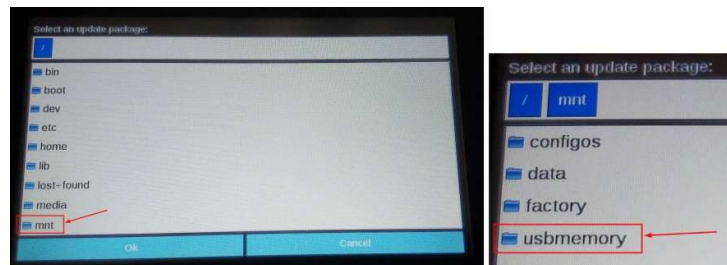 Select an update package:
/
bin
boot
dev
etc
home
lib
lost+found
media
mnt
Ok
Cancel
Select an update package:
/ mnt
configos
data
factory
usbmemory